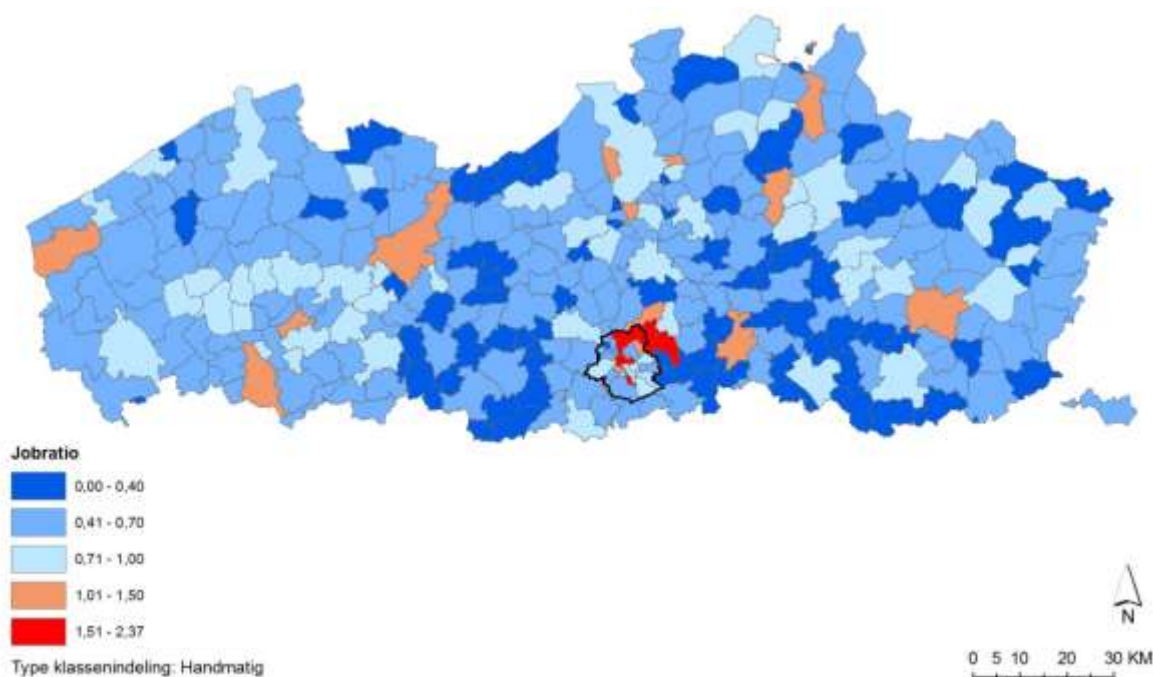 Jobratio
0,00 - 0,40
0,41 - 0,70
0,71 - 1,00
1,01 - 1,50
1,51 - 2,37
Type klassenindeling: Handmatig
N
0 5 10 20 30 KM